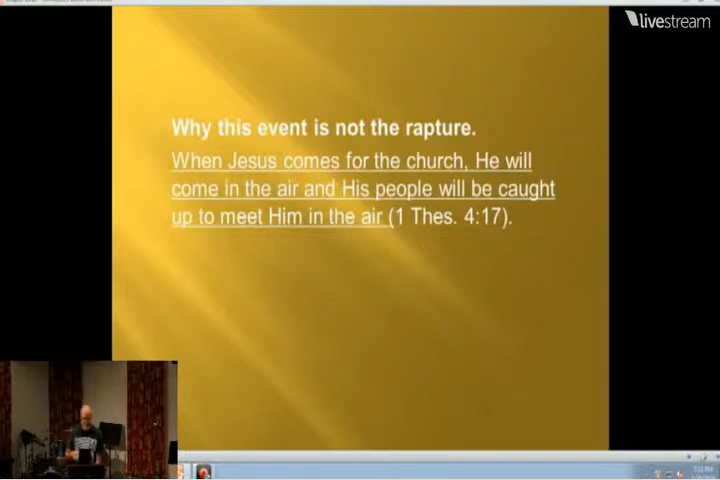 livestream
Why this event is not the rapture.
When Jesus comes for the church, He will
come in the air and His people will be caught
up to meet Him in the air (1 Thes. 4:17).